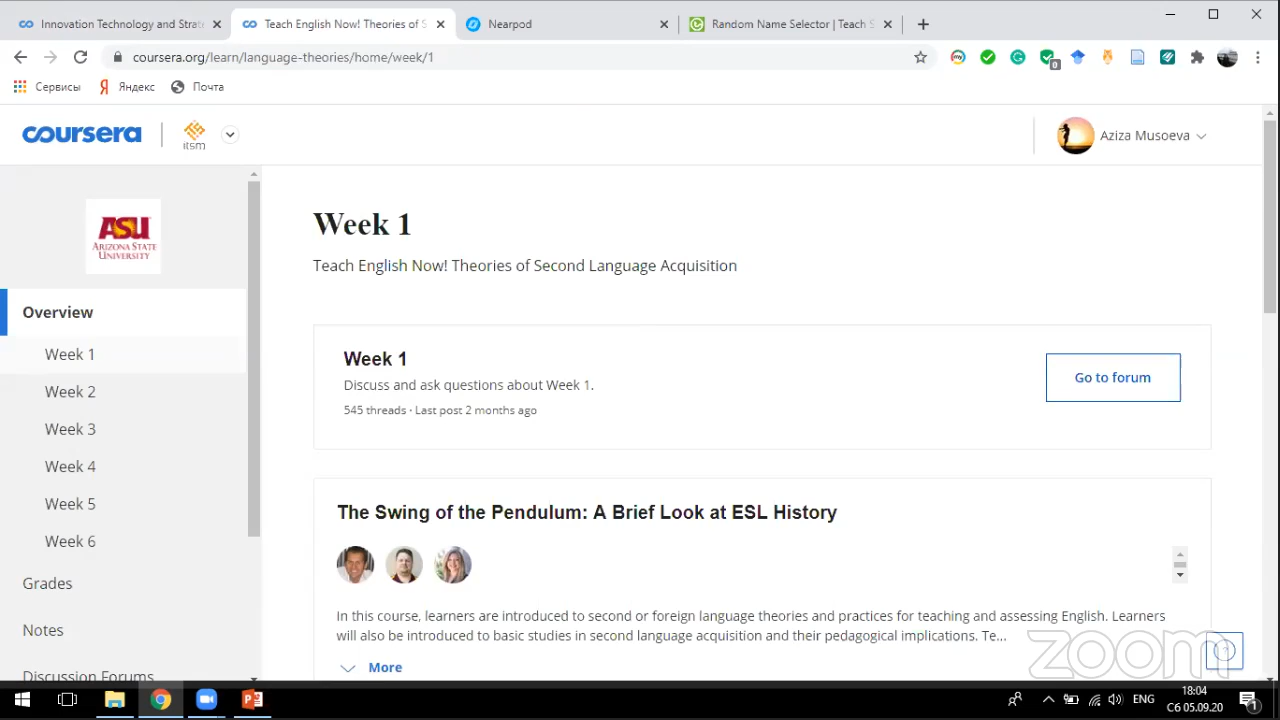 Innovation Technology and Strate
Teach English Now! Theories of S
Nearpod
Random Name Selector | Teach S
coursera.org/learn/language-theories/home/week/1
0
Сервисы
Яндекс
Почта
coursera
itsm
Aziza Musoeva
ASU
ARIZONA STATE
UNIVERSITY
Overview
Week 1
Week 2
Week 3
Week 4
Week 5
Week 6
Grades
Notes
Discussion Forums
Week 1
Teach English Now! Theories of Second Language Acquisition
Week 1
Discuss and ask questions about Week 1.
545 threads · Last post 2 months ago
Go to forum
The Swing of the Pendulum: A Brief Look at ESL History
In this course, learners are introduced to second or foreign language theories and practices for teaching and assessing English. Learners
will also be introduced to basic studies in second language acquisition and their pedagogical implications. Te...
More
zoom
ENG
18:04
Сб 05.09.20
1